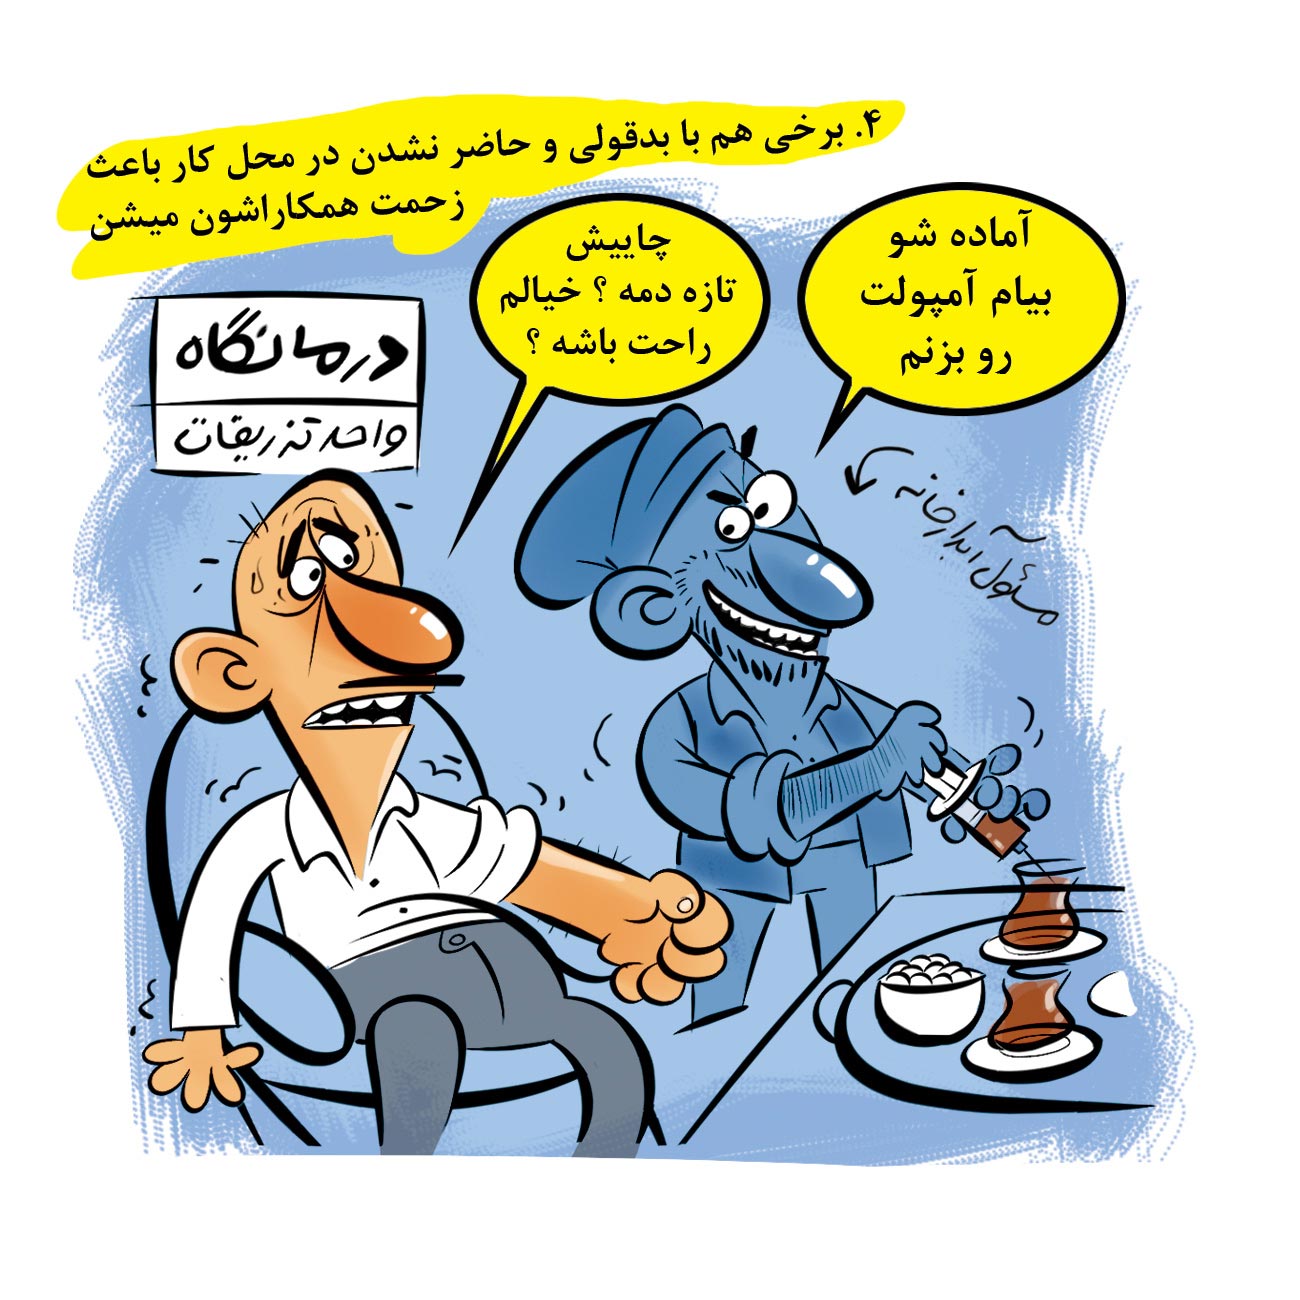 ۴. برخی هم با بدقولی و حاضر نشدن در محل کار باعث
زحمت همکاراشون میشن
آماده شو
بیام آمپولت
رو بزنم
چاییش
تازه دمه ؟ خیالم
راحت باشه ؟
درمانگاه
واحد تزریقات
مسئول آبدارخانه